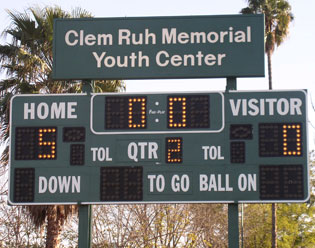 Clem Ruh Memorial
Youth Center
HOME 0:0 VISITOR
5 0
TOL QTR 2 TOL
DOWN TO GO BALL ON